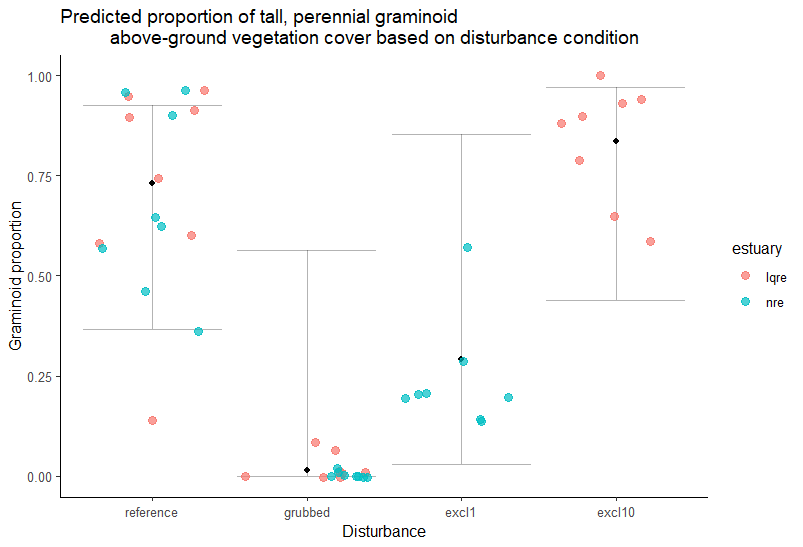 Predicted proportion of tall, perennial graminoid
above-ground vegetation cover based on disturbance condition
1.00
0.75
0.50
0.25
0.00
Graminoid proportion
reference grubbed excl1 excl10
Disturbance
estuary
lqre
nre